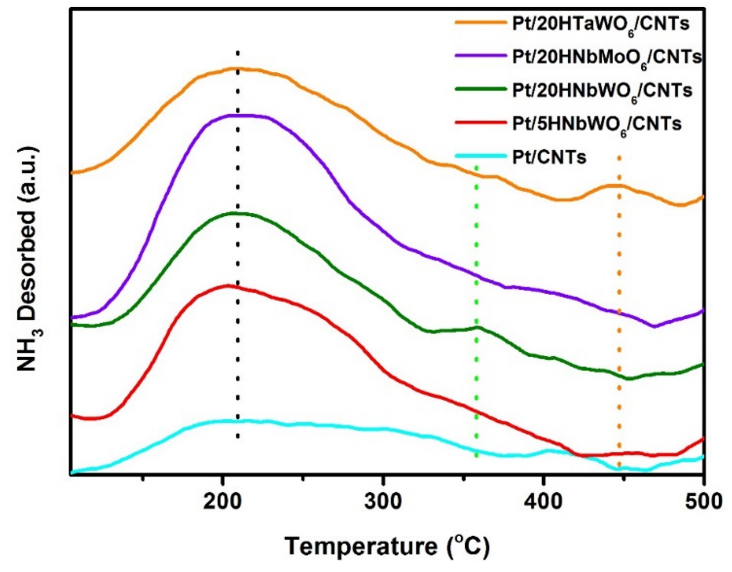 Pt/20HTaWO₆/CNTs
Pt/20HNbMoO₆/CNTs
Pt/20HNbWO₆/CNTs
Pt/5HNbWO₆/CNTs
Pt/CNTs
NH₃ Desorbed (a.u.)
200 300 400 500
Temperature (°C)